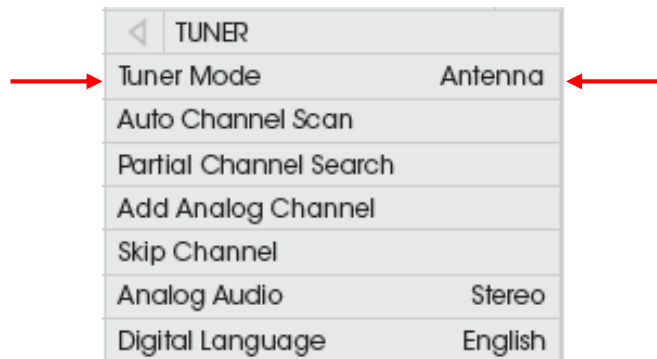 TUNER
Tuner Mode Antenna
Auto Channel Scan
Partial Channel Search
Add Analog Channel
Skip Channel
Analog Audio Stereo
Digital Language English